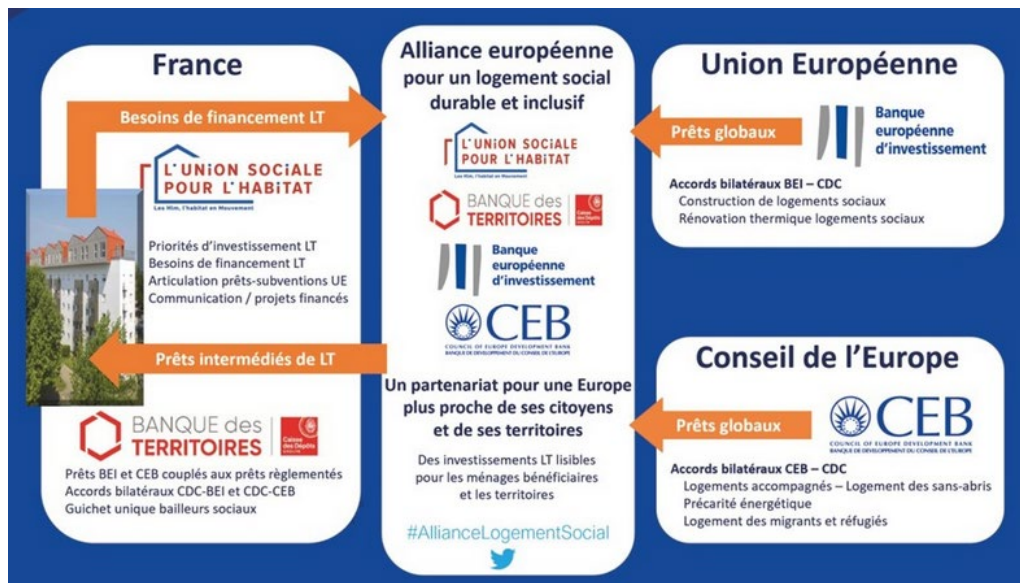 France
Besoins de financement LT
L'UNION SOCIALE
POUR L'HABITAT
Les Hlm, l'habitat en Mouvement
Priorités d'investissement LT
Besoins de financement LT
Articulation prêts-subventions UE
Communication / projets financés
Prêts intermédiés de LT
BANQUE des
TERRITOIRES
Caisse
des Dépôts
GROUPE
Prêts BEI et CEB couplés aux prêts règlementés
Accords bilatéraux CDC-BEI et CDC-CEB
Guichet unique bailleurs sociaux
Alliance européenne
pour un logement social
durable et inclusif
L'UNION SOCIALE
POUR L'HABITAT
Les Hlm, l'habitat en Mouvement
BANQUE des
TERRITOIRES
Banque
européenne
d'investissement
CEB
COUNCIL OF EUROPE DEVELOPMENT BANK
BANQUE DE DÉVELOPPEMENT DU CONSEIL DE L'EUROPE
Un partenariat pour une Europe
plus proche de ses citoyens
et de ses territoires
Des investissements LT lisibles
pour les ménages bénéficiaires
et les territoires
#AllianceLogementSocial
Union Européenne
Prêts globaux
Banque
européenne
d'investissement
Accords bilatéraux BEI – CDC
Construction de logements sociaux
Rénovation thermique logements sociaux
Conseil de l'Europe
Prêts globaux
CEB
COUNCIL OF EUROPE DEVELOPMENT BANK
BANQUE DE DÉVELOPPEMENT DU CONSEIL DE L'EUROPE
Accords bilatéraux CEB – CDC
Logements accompagnés – Logement des sans-abris
Précarité énergétique
Logement des migrants et réfugiés